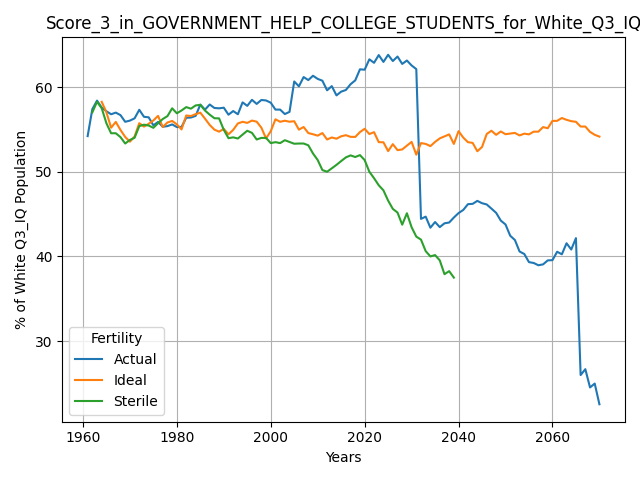 Score_3_in_GOVERNMENT_HELP_COLLEGE_STUDENTS_for_White_Q3_IQ
% of White Q3_IQ Population
60
50
40
30
Fertility
Actual
Ideal
Sterile
1960
1980
2000
2020
2040
2060
Years